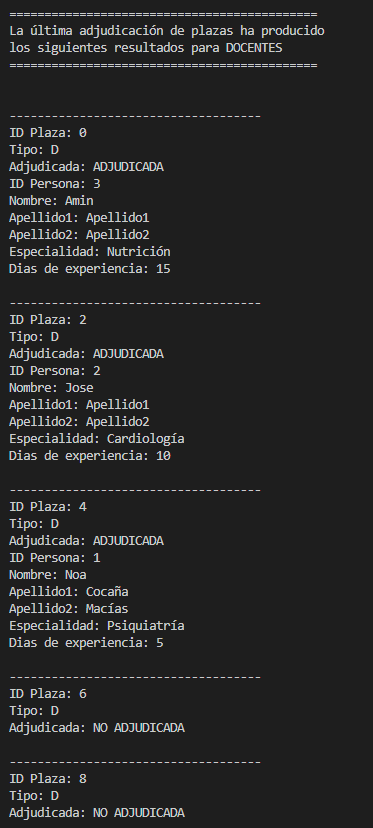 ============================================
La última adjudicación de plazas ha producido
los siguientes resultados para DOCENTES
============================================
------------------------------------
ID Plaza: 0
Tipo: D
Adjudicada: ADJUDICADA
ID Persona: 3
Nombre: Amin
Apellido1: Apellido1
Apellido2: Apellido2
Especialidad: Nutrición
Dias de experiencia: 15
------------------------------------
ID Plaza: 2
Tipo: D
Adjudicada: ADJUDICADA
ID Persona: 2
Nombre: Jose
Apellido1: Apellido1
Apellido2: Apellido2
Especialidad: Cardiología
Dias de experiencia: 10
------------------------------------
ID Plaza: 4
Tipo: D
Adjudicada: ADJUDICADA
ID Persona: 1
Nombre: Noa
Apellido1: Cocaña
Apellido2: Macías
Especialidad: Psiquiatría
Dias de experiencia: 5
------------------------------------
ID Plaza: 6
Tipo: D
Adjudicada: NO ADJUDICADA
------------------------------------
ID Plaza: 8
Tipo: D
Adjudicada: NO ADJUDICADA